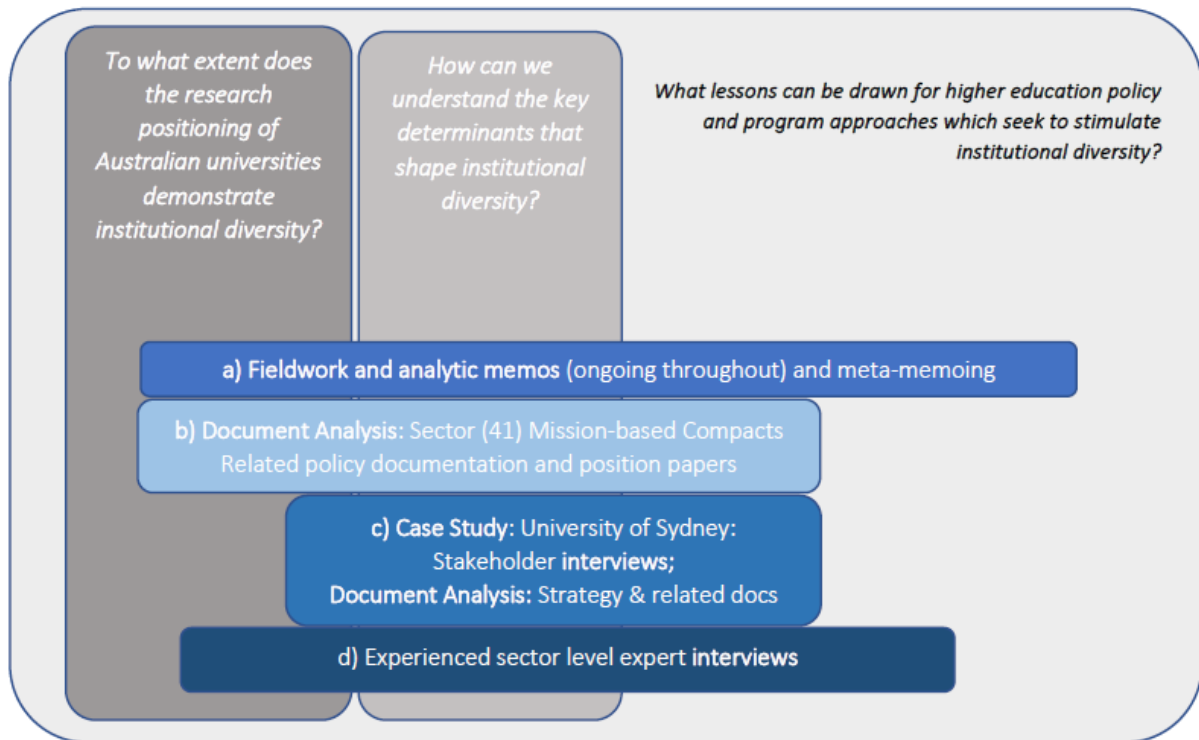 To what extent does
the research
positioning of
Australian universities
demonstrate
institutional diversity?
How can we
understand the key
determinants that
shape institutional
diversity?
What lessons can be drawn for higher education policy
and program approaches which seek to stimulate
institutional diversity?
a) Fieldwork and analytic memos (ongoing throughout) and meta-memoing
b) Document Analysis: Sector (41) Mission-based Compacts
Related policy documentation and position papers
c) Case Study: University of Sydney:
Stakeholder interviews;
Document Analysis: Strategy & related docs
d) Experienced sector level expert interviews